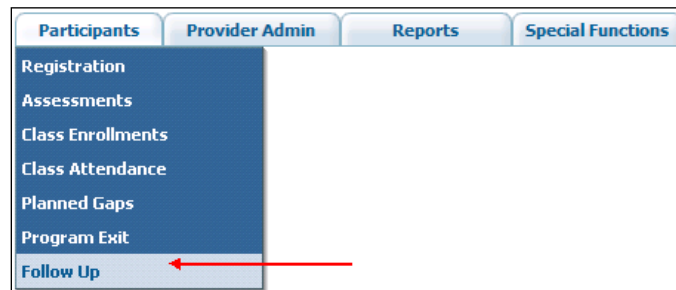 Participants Provider Admin Reports Special Functions
Registration
Assessments
Class Enrollments
Class Attendance
Planned Gaps
Program Exit
Follow Up